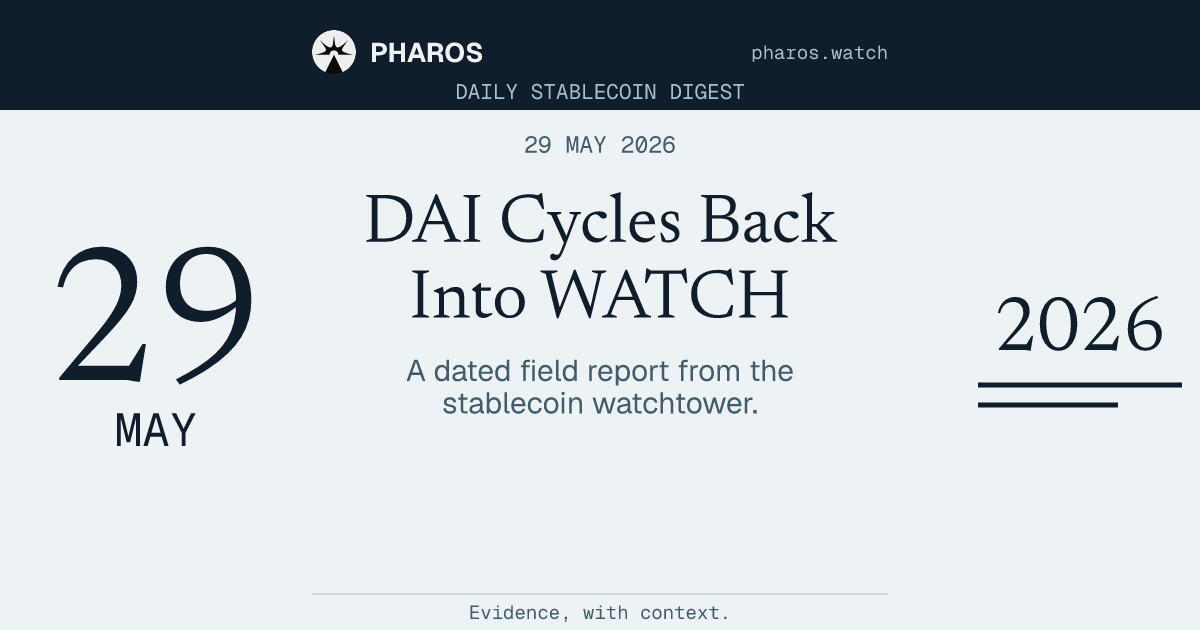 PHAROS
pharos.watch
DAILY STABLECOIN DIGEST
29 MAY 2026
DAI Cycles Back
Into WATCH
A dated field report from the
stablecoin watchtower.
29
MAY
2026
Evidence, with context.